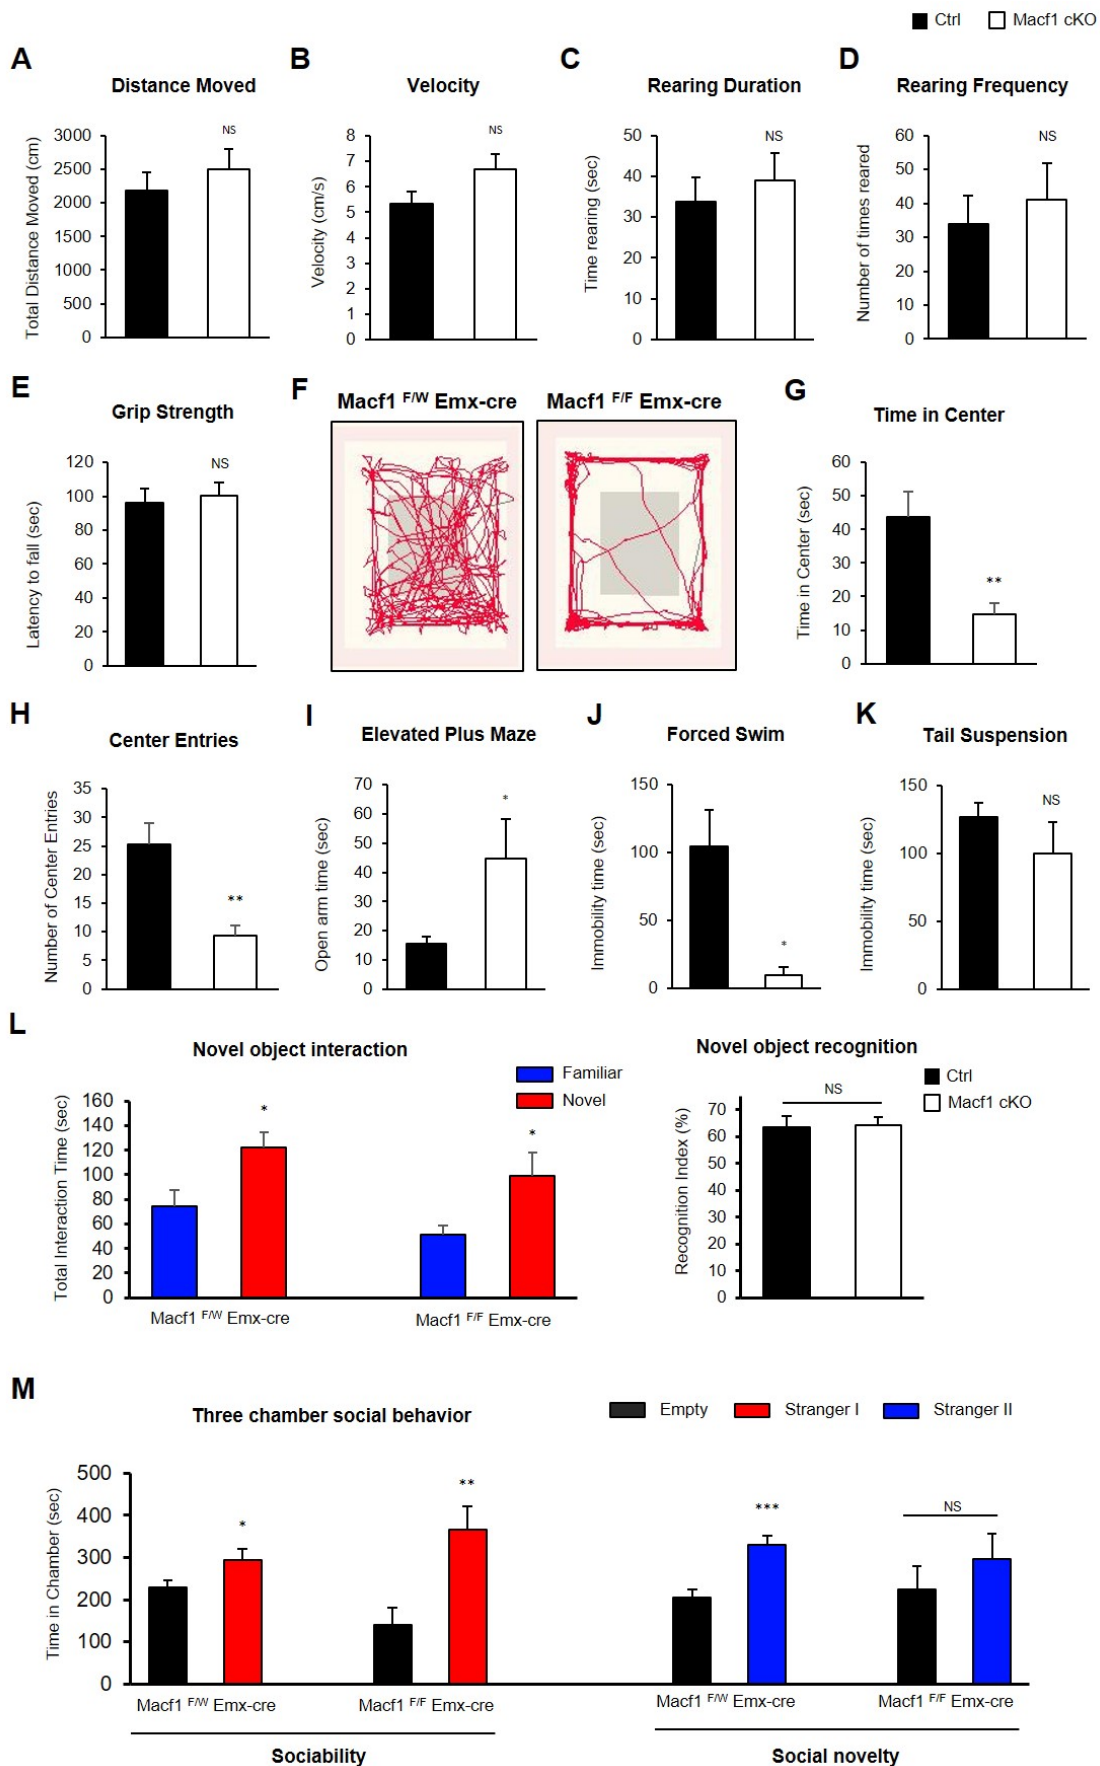 Ctrl Macf1 cKO
A B C D
Distance Moved Velocity Rearing Duration Rearing Frequency
Total Distance Moved (cm)
3000
2500
2000
1500
1000
500
0
NS
Velocity (cm/s)
8
7
6
5
4
3
2
1
0
NS
Time rearing (sec)
50
40
30
20
10
0
NS
Number of times reared
60
50
40
30
20
10
0
NS
E
Grip Strength
Latency to fall (sec)
120
100
80
60
40
20
0
NS
F
Macf1 F/W Emx-cre Macf1 F/F Emx-cre
G
Time in Center
Time in Center (sec)
60
50
40
30
20
10
0
**
H
Center Entries
Number of Center Entries
35
30
25
20
15
10
5
0
**
I
Elevated Plus Maze
Open arm time (sec)
70
60
50
40
30
20
10
0
*
J
Forced Swim
Immobility time (sec)
150
100
50
0
*
K
Tail Suspension
Immobility time (sec)
150
100
50
0
NS
L
Novel object interaction
Familiar
Novel
Total Interaction Time (sec)
160
140
120
100
80
60
40
20
0
*
*
Macf1 F/W Emx-cre Macf1 F/F Emx-cre
Novel object recognition
Ctrl
Macf1 cKO
Recognition Index (%)
70
60
50
40
30
20
10
0
NS
M
Three chamber social behavior
Empty Stranger I Stranger II
Time in Chamber (sec)
500
400
300
200
100
0
*
**
***
NS
Macf1 F/W Emx-cre Macf1 F/F Emx-cre Macf1 F/W Emx-cre Macf1 F/F Emx-cre
Sociability Social novelty